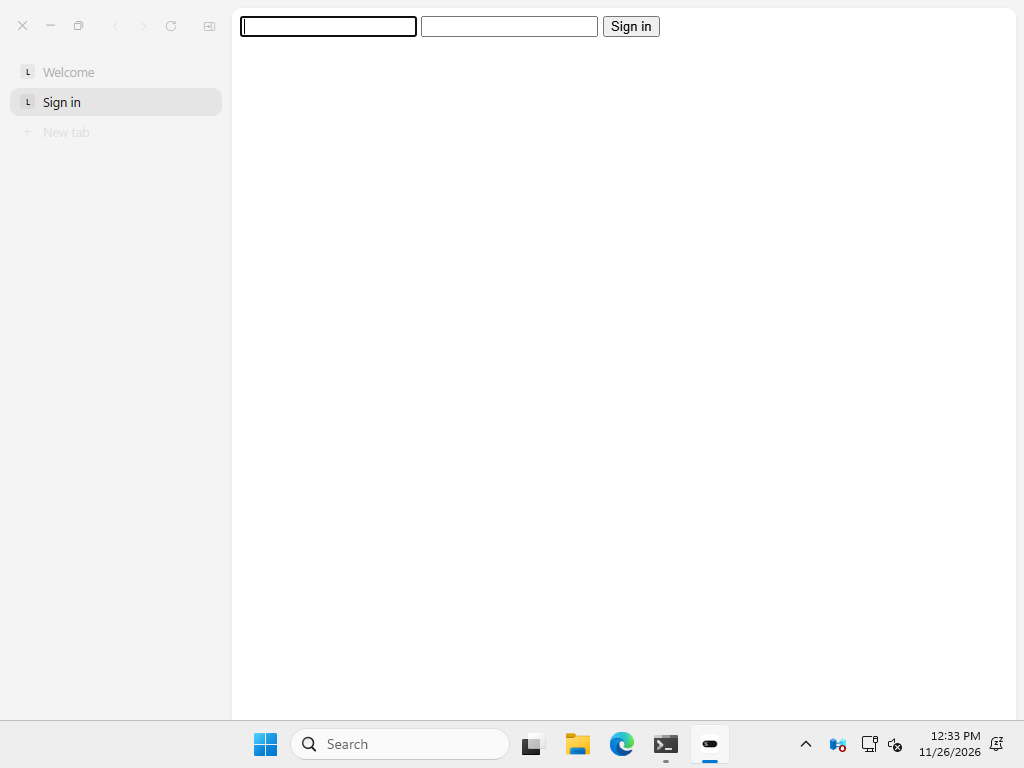 Sign in
L Welcome
L Sign in
+ New tab
Search
12:33 PM
11/26/2026